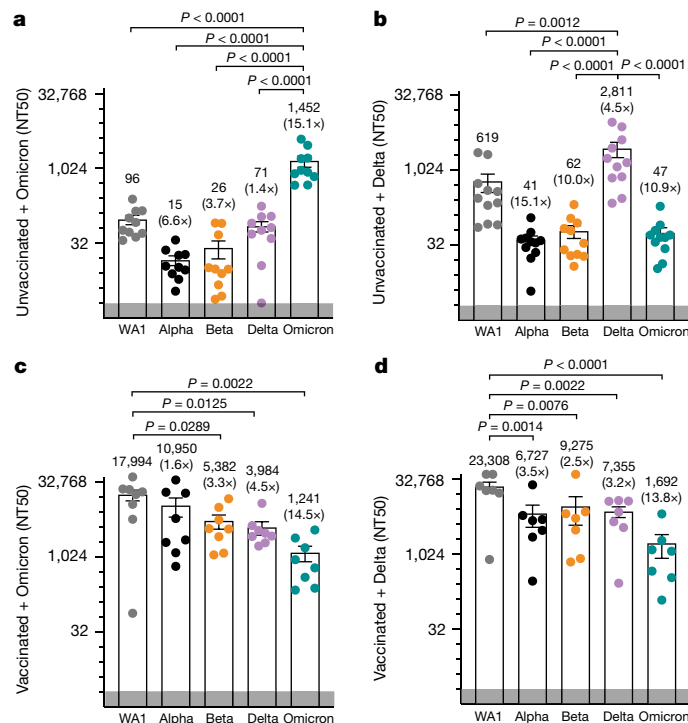 a
P < 0.0001
P < 0.0001
P < 0.0001
P < 0.0001
Unvaccinated + Omicron (NT50)
32,768
1,024
32
96
15
(6.6×)
26
(3.7×)
71
(1.4×)
1,452
(15.1×)
WA1 Alpha Beta Delta Omicron
b
P = 0.0012
P < 0.0001
P < 0.0001 P < 0.0001
Unvaccinated + Delta (NT50)
32,768
1,024
32
619
41
(15.1×)
62
(10.0×)
2,811
(4.5×)
47
(10.9×)
WA1 Alpha Beta Delta Omicron
c
P = 0.0022
P = 0.0125
P = 0.0289
Vaccinated + Omicron (NT50)
32,768
1,024
32
17,994
10,950
(1.6×)
5,382
(3.3×)
3,984
(4.5×)
1,241
(14.5×)
WA1 Alpha Beta Delta Omicron
d
P < 0.0001
P = 0.0022
P = 0.0076
P = 0.0014
Vaccinated + Delta (NT50)
32,768
1,024
32
23,308
6,727
(3.5×)
9,275
(2.5×)
7,355
(3.2×)
1,692
(13.8×)
WA1 Alpha Beta Delta Omicron